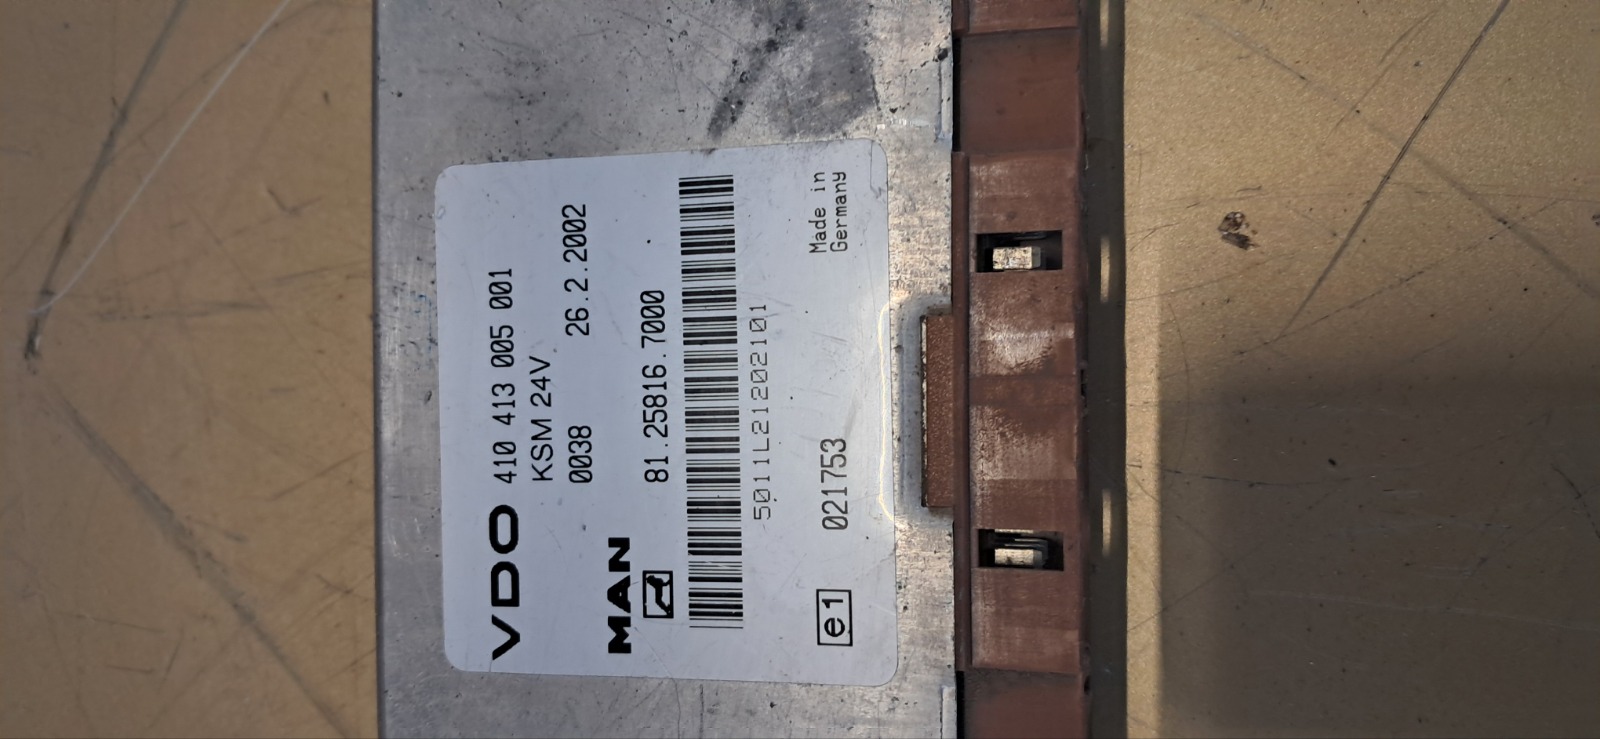 VDO 410 413 005 001
KSM 24V
0038 26.2.2002
MAN 81.25816.7000
5011L21202101
e1 021753 Made in
Germany